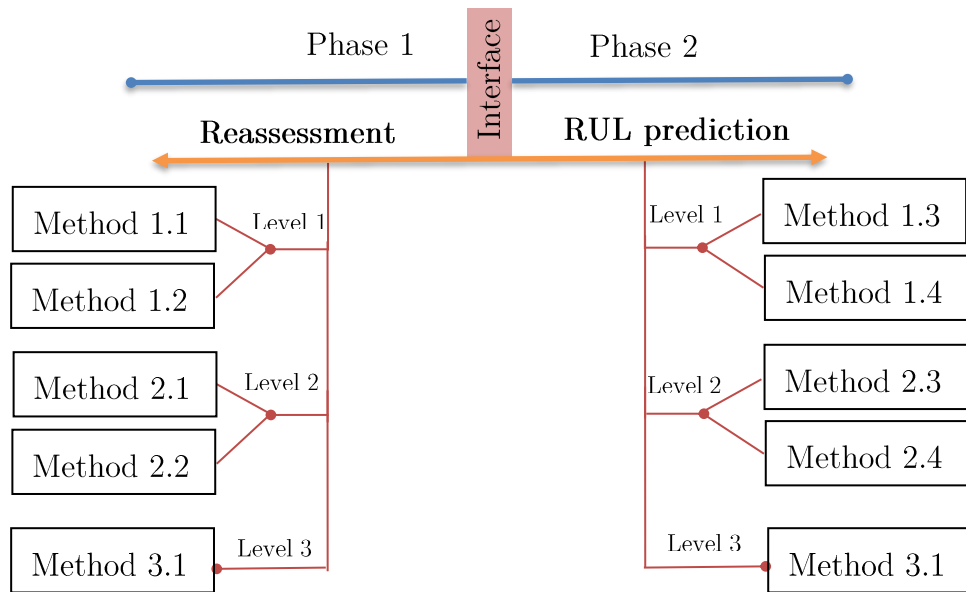 Phase 1
Interface
Phase 2
Reassessment
RUL prediction
Method 1.1
Level 1
Method 1.2
Level 1
Method 1.3
Method 1.4
Method 2.1
Level 2
Method 2.2
Level 2
Method 2.3
Method 2.4
Method 3.1
Level 3
Level 3
Method 3.1